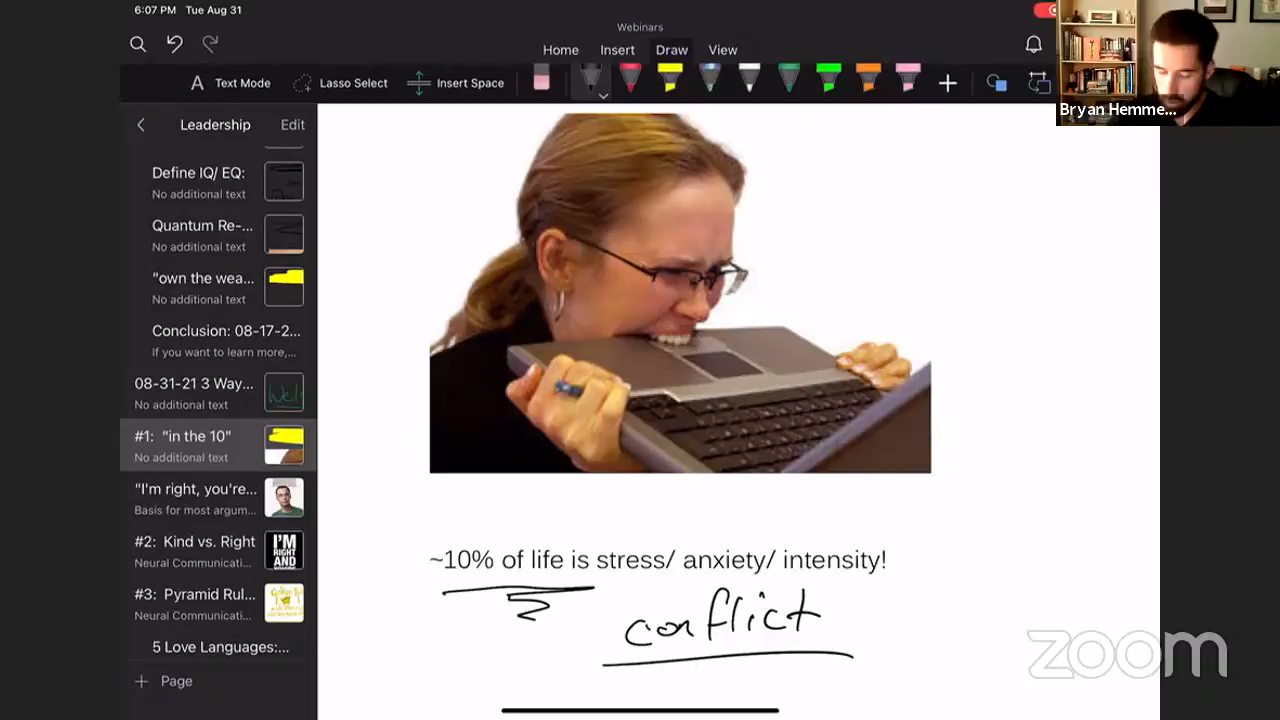 6:07 PM Tue Aug 31
Webinars
Home Insert Draw View
Text Mode Lasso Select Insert Space
Bryan Hemme...
Leadership Edit
Define IQ/ EQ:
No additional text
Quantum Re-...
No additional text
"own the wea...
No additional text
Conclusion: 08-17-2...
If you want to learn more,...
08-31-21 3 Way...
No additional text
#1: "in the 10"
No additional text
"I'm right, you're...
Basis for most argum...
#2: Kind vs. Right
Neural Communicati...
I'M
RIGHT
AND
#3: Pyramid Rul...
Neural Communicati...
5 Love Languages:...
+ Page
~10% of life is stress/ anxiety/ intensity!
conflict
zoom